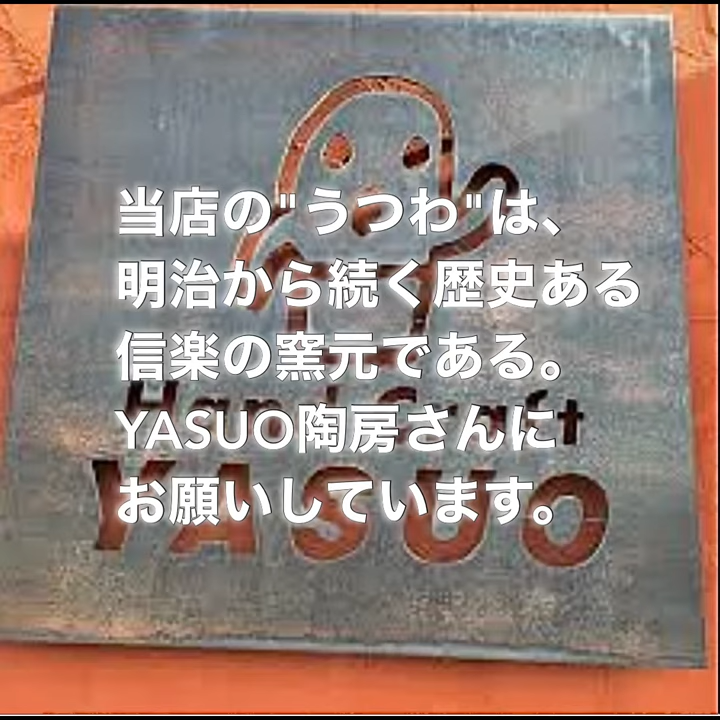 当店の"うつわ"は、
明治から続く歴史ある
信楽の窯元である。
YASUO陶房さんに
お願いしています。
Hand Craft
YASUO